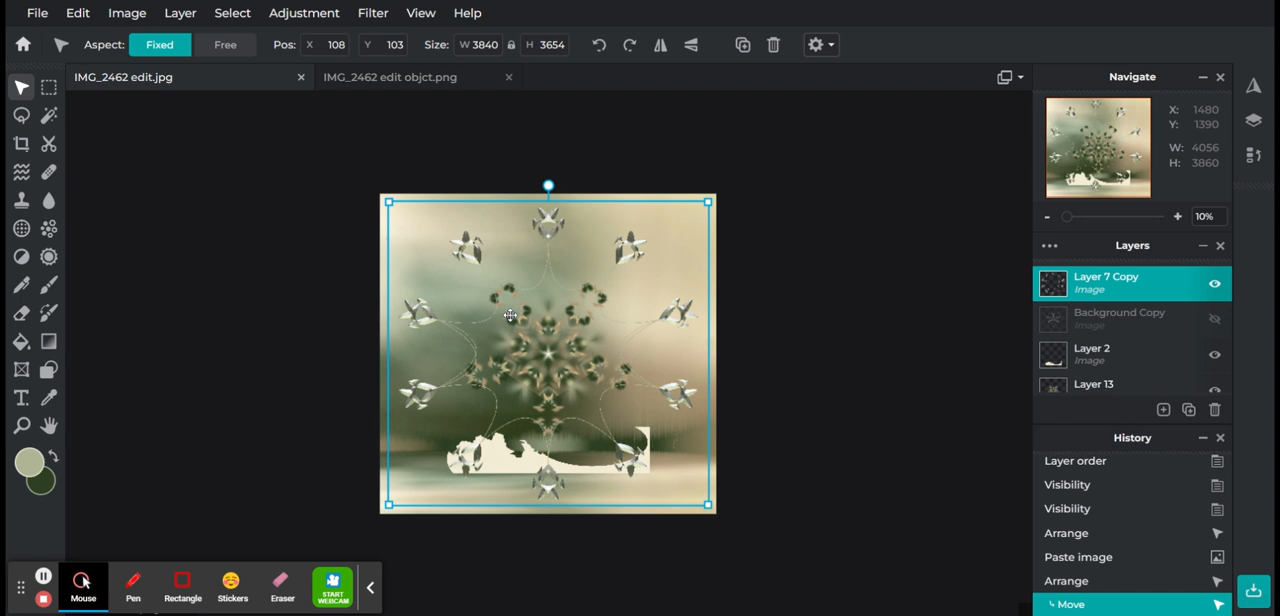 File Edit Image Layer Select Adjustment Filter View Help
Aspect: Fixed Free Pos: X 108 Y 103 Size: W 3840 H 3654
IMG_2462 edit.jpg IMG_2462 edit objct.png
Navigate
X: 1480
Y: 1390
W: 4056
H: 3860
10%
Layers
Layer 7 Copy
Image
Background Copy
Image
Layer 2
Image
Layer 13
History
Layer order
Visibility
Visibility
Arrange
Paste image
Arrange
Move
Mouse Pen Rectangle Stickers Eraser START WEBCAM